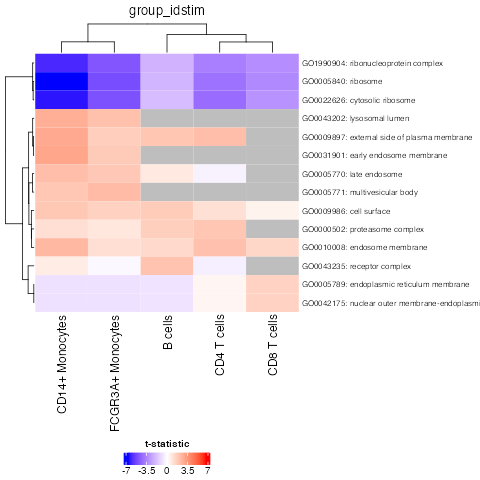 group_idstim
GO1990904: ribonucleoprotein complex
GO0005840: ribosome
GO0022626: cytosolic ribosome
GO0043202: lysosomal lumen
GO0009897: external side of plasma membrane
GO0031901: early endosome membrane
GO0005770: late endosome
GO0005771: multivesicular body
GO0009986: cell surface
GO0000502: proteasome complex
GO0010008: endosome membrane
GO0043235: receptor complex
GO0005789: endoplasmic reticulum membrane
GO0042175: nuclear outer membrane-endoplasmi
CD14+ Monocytes
FCGR3A+ Monocytes
B cells
CD4 T cells
CD8 T cells
t-statistic
-7 -3.5 0 3.5 7